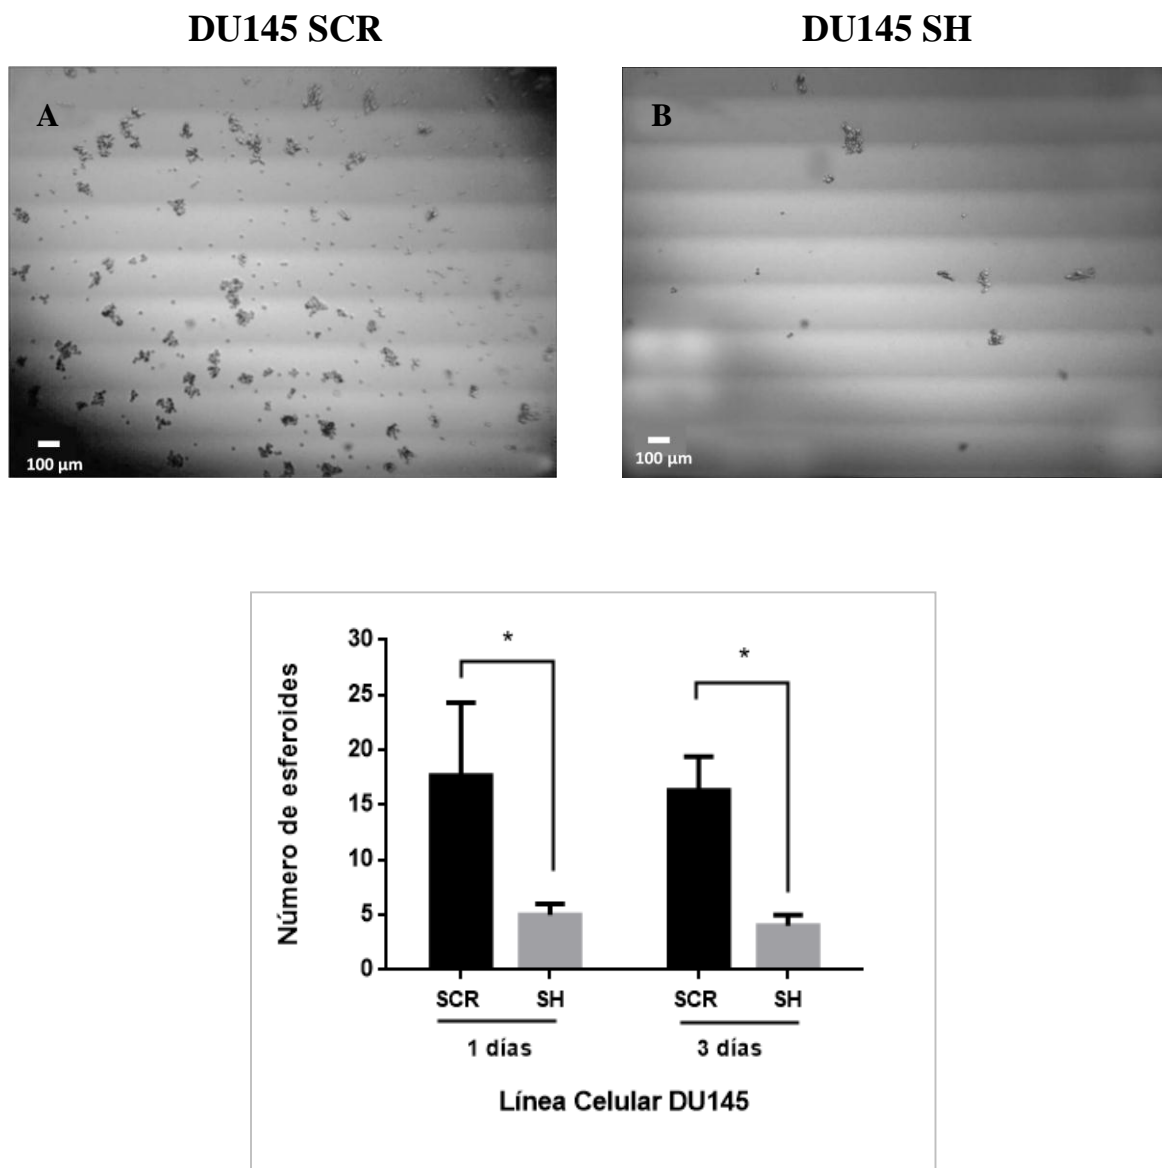 DU145 SCR
DU145 SH
A
B
100 µm
100 µm
Número de esferoides
30
25
20
15
10
5
0
*
*
SCR
SH
SCR
SH
1 días
3 días
Línea Celular DU145